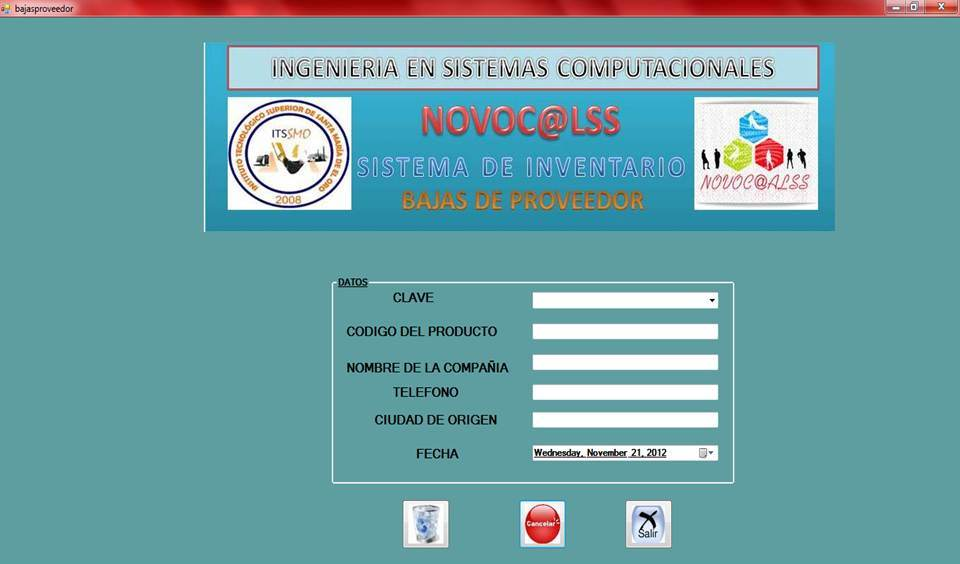 bajasproveedor
INGENIERIA EN SISTEMAS COMPUTACIONALES
INSTITUTO TECNOLÓGICO SUPERIOR DE SANTA MARÍA DE EL ORO
ITSSMO
2008
NOVOC@LSS
SISTEMA DE INVENTARIO
BAJAS DE PROVEEDOR
NOVOC@ALSS
DATOS
CLAVE
CODIGO DEL PRODUCTO
NOMBRE DE LA COMPAÑIA
TELEFONO
CIUDAD DE ORIGEN
FECHA
Wednesday, November 21, 2012
Cancelar
Salir